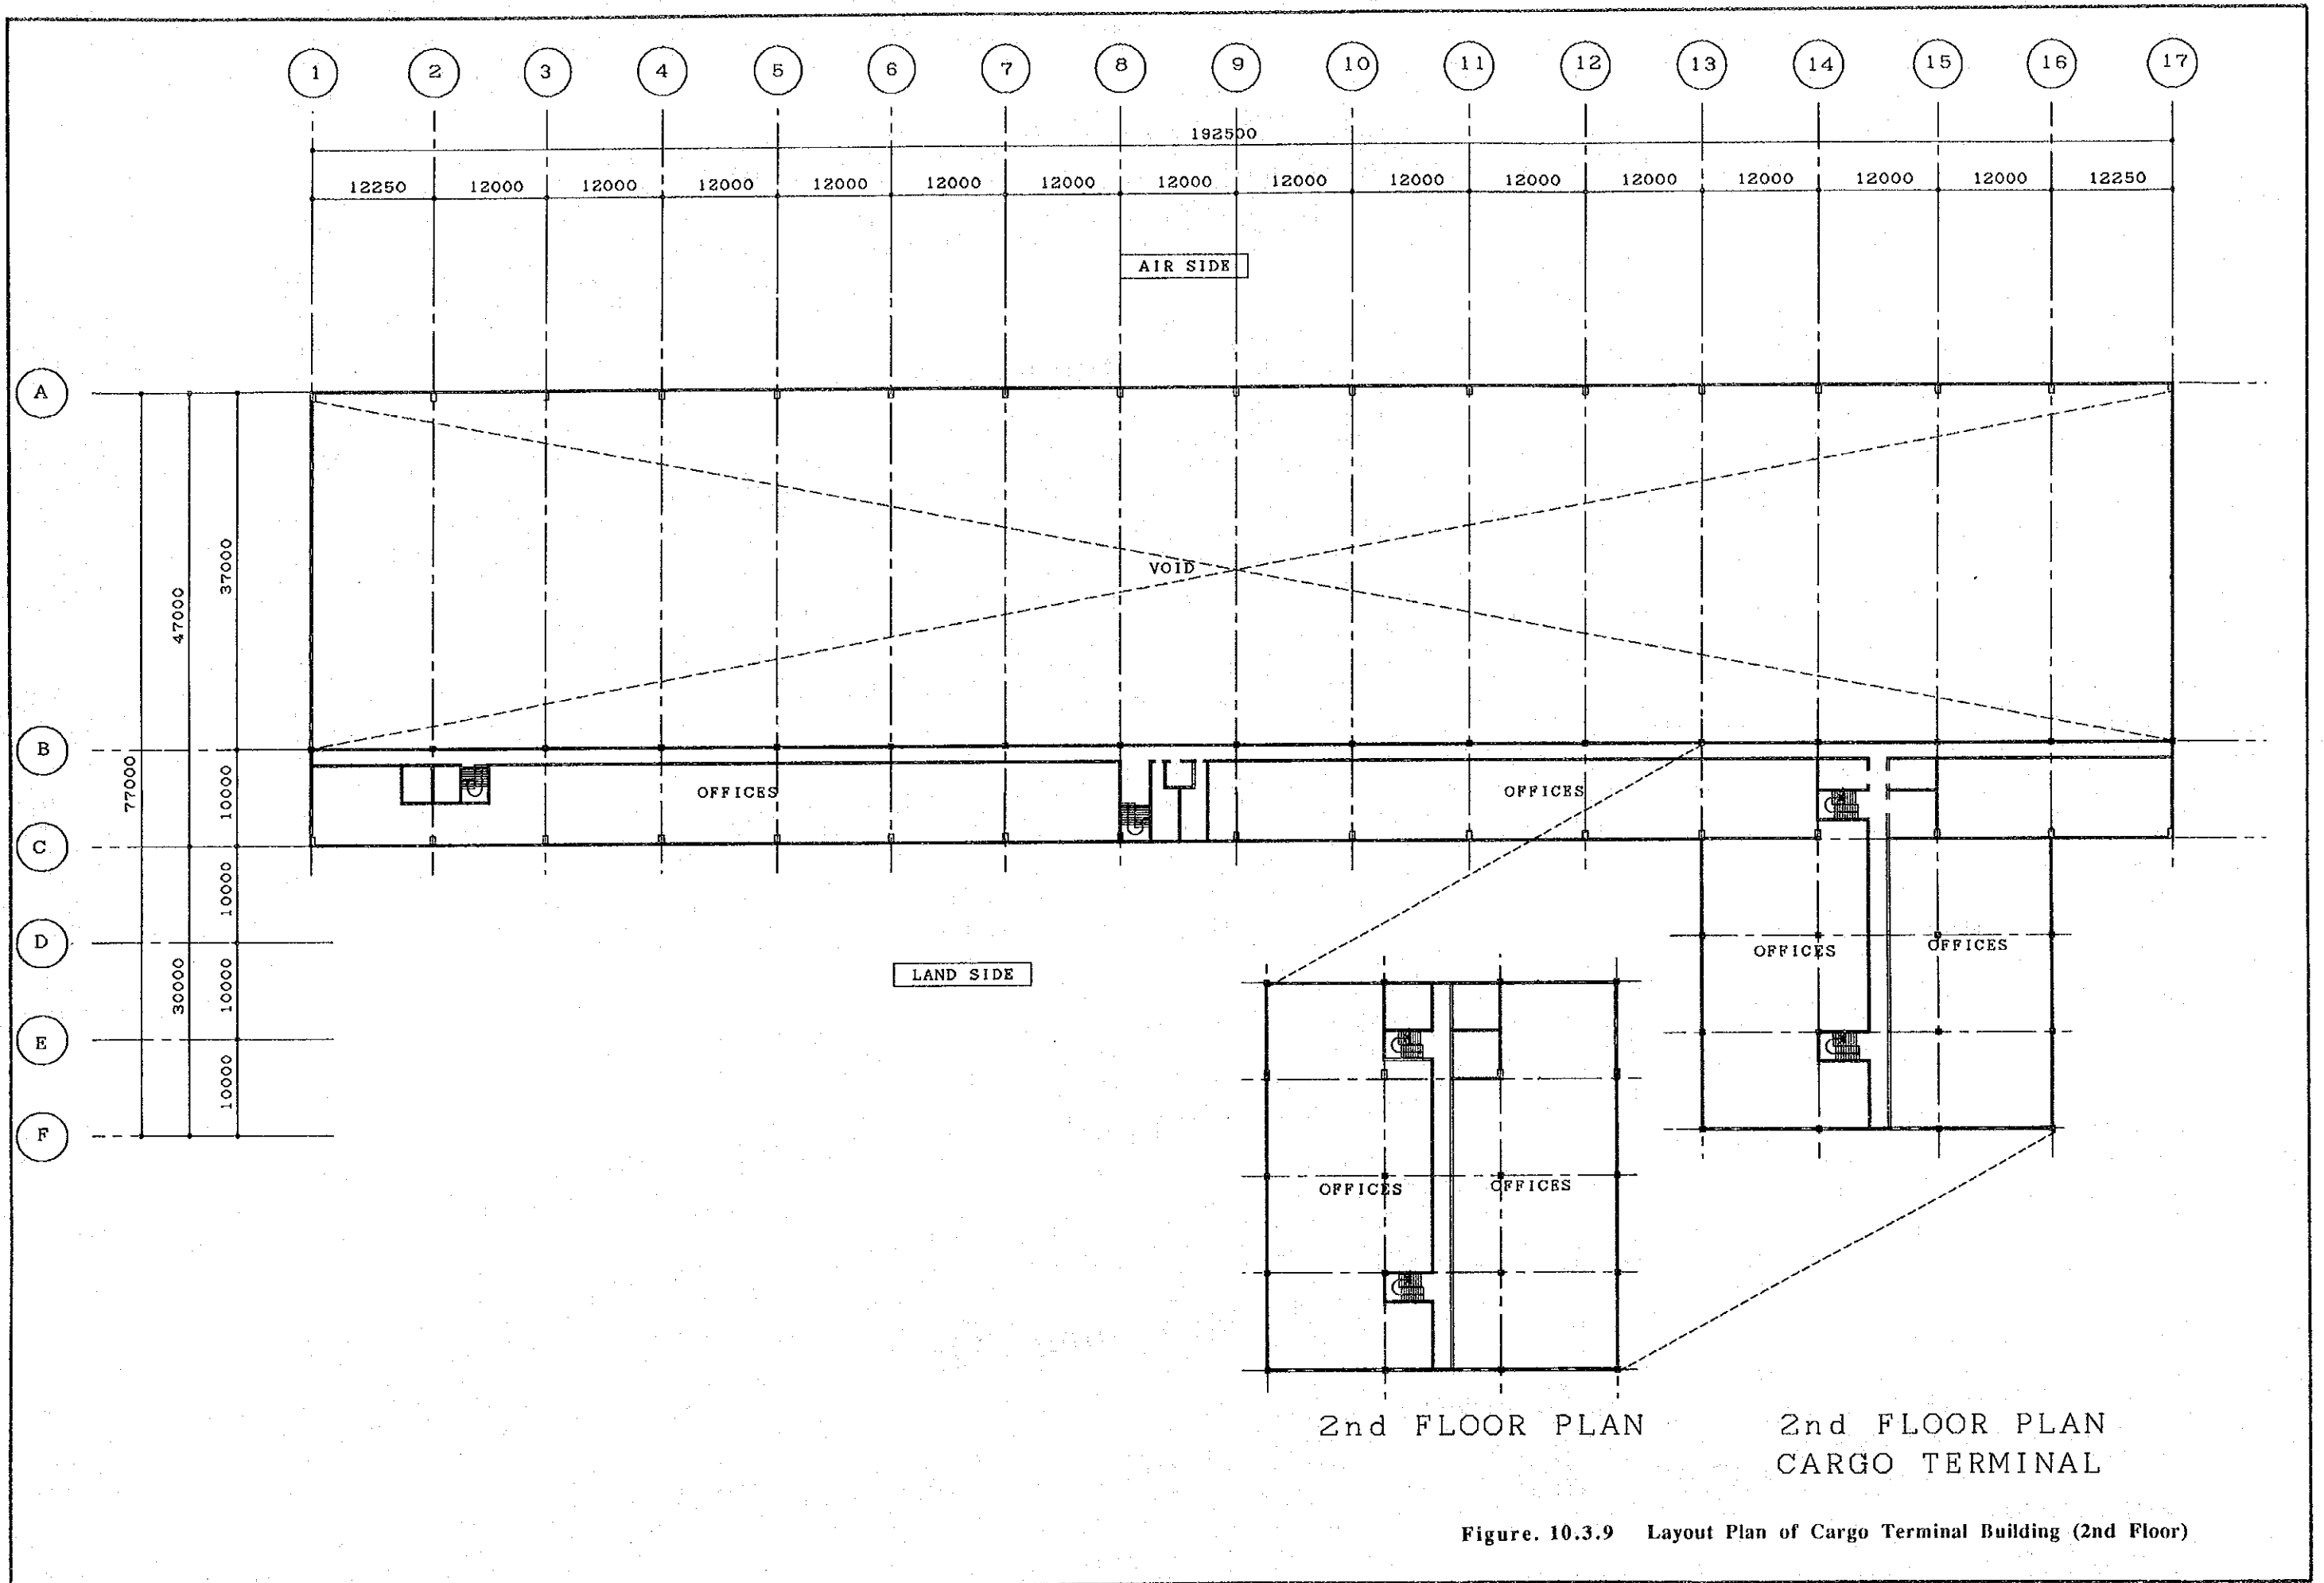 1 2 3 4 5 6 7 8 9 10 11 12 13 14 15 16 17
192500
12250 12000 12000 12000 12000 12000 12000 12000 12000 12000 12000 12000 12000 12000 12000 12250
AIR SIDE
A
37000
47000
VOID
B
77000
10000
OFFICES
OFFICES
C
10000
D
OFFICES
OFFICES
30000
10000
LAND SIDE
E
10000
F
OFFICES
OFFICES
2nd FLOOR PLAN
2nd FLOOR PLAN
CARGO TERMINAL
Figure. 10.3.9 Layout Plan of Cargo Terminal Building (2nd Floor)